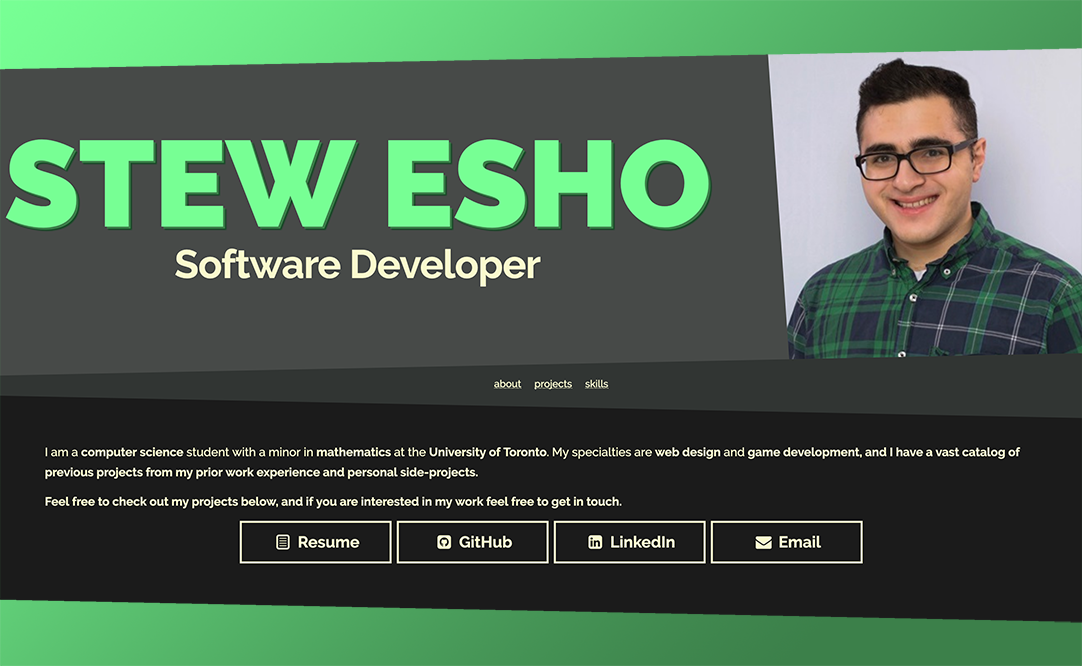 STEW ESHO
Software Developer
about projects skills
I am a computer science student with a minor in mathematics at the University of Toronto. My specialties are web design and game development, and I have a vast catalog of
previous projects from my prior work experience and personal side-projects.
Feel free to check out my projects below, and if you are interested in my work feel free to get in touch.
Resume GitHub LinkedIn Email